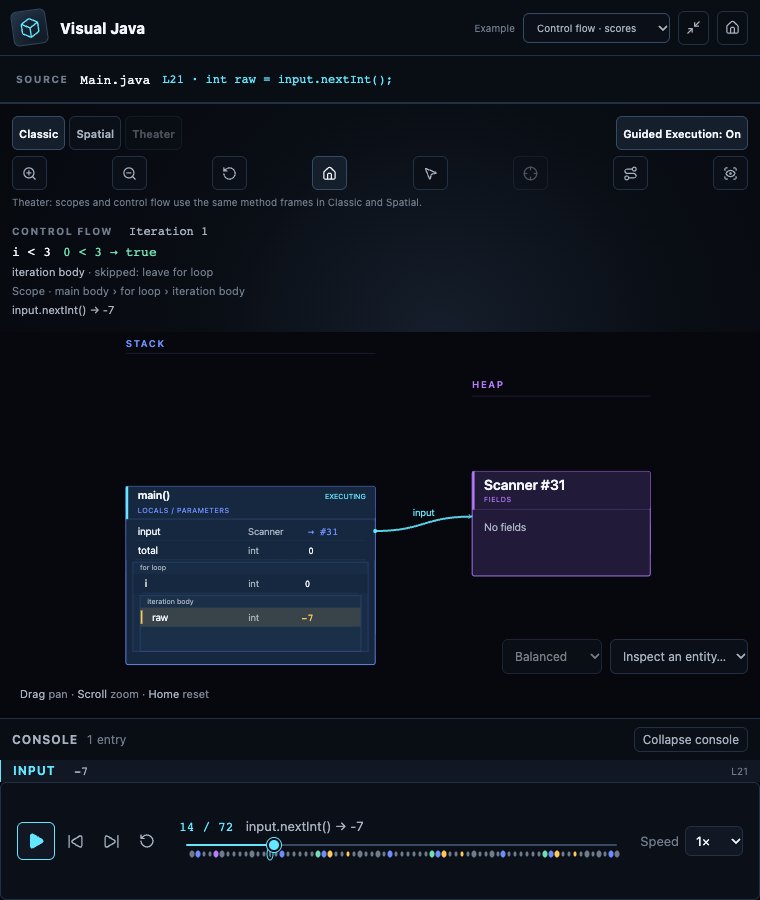 Visual Java
Example
Control flow · scores
SOURCE Main.java L21 · int raw = input.nextInt();
Classic Spatial Theater Guided Execution: On
Theater: scopes and control flow use the same method frames in Classic and Spatial.
CONTROL FLOW Iteration 1
i < 3 0 < 3 → true
iteration body · skipped: leave for loop
Scope · main body › for loop › iteration body
input.nextInt() → -7
STACK
HEAP
main() EXECUTING
LOCALS / PARAMETERS
input Scanner → #31
total int 0
for loop
i int 0
iteration body
raw int −7
input
Scanner #31
FIELDS
No fields
Balanced
Inspect an entity...
Drag pan · Scroll zoom · Home reset
CONSOLE 1 entry
Collapse console
INPUT −7 L21
14 / 72 input.nextInt() → -7
Speed 1×